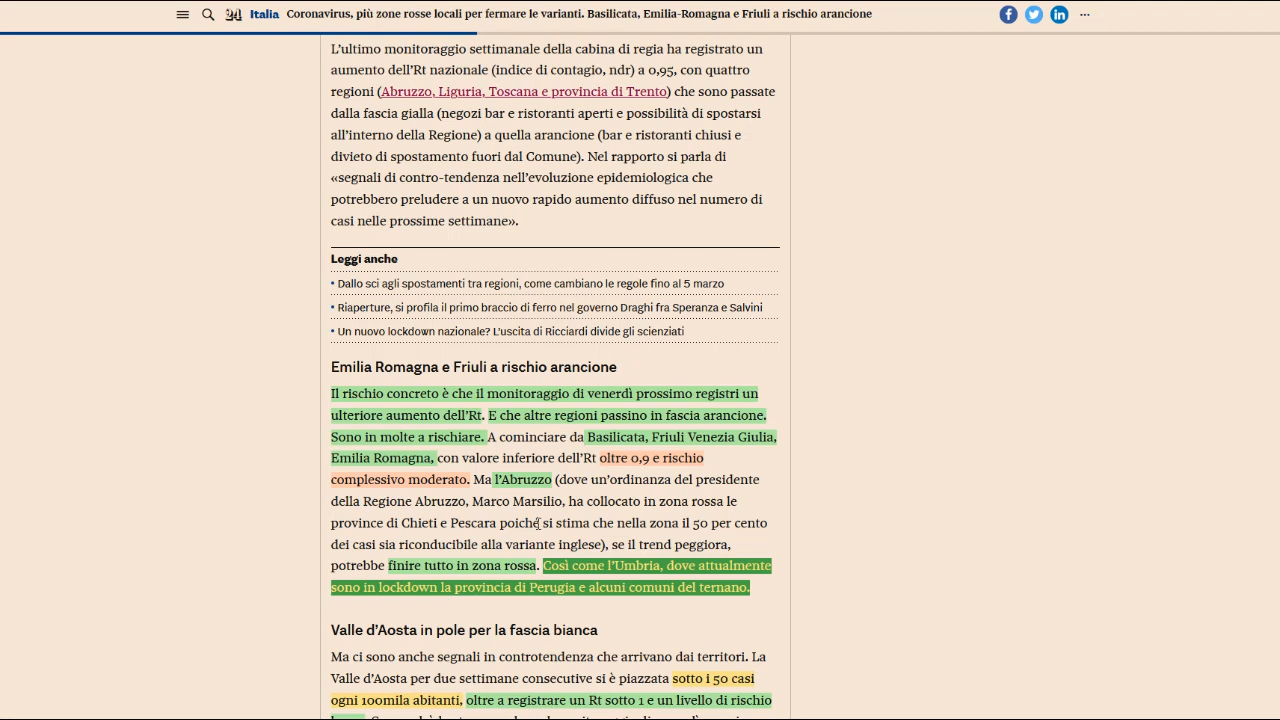 24 Italia Coronavirus, più zone rosse locali per fermare le varianti. Basilicata, Emilia-Romagna e Friuli a rischio arancione
L'ultimo monitoraggio settimanale della cabina di regia ha registrato un
aumento dell'Rt nazionale (indice di contagio, ndr) a 0,95, con quattro
regioni (Abruzzo, Liguria, Toscana e provincia di Trento) che sono passate
dalla fascia gialla (negozi bar e ristoranti aperti e possibilità di spostarsi
all'interno della Regione) a quella arancione (bar e ristoranti chiusi e
divieto di spostamento fuori dal Comune). Nel rapporto si parla di
«segnali di contro-tendenza nell'evoluzione epidemiologica che
potrebbero preludere a un nuovo rapido aumento diffuso nel numero di
casi nelle prossime settimane».
Leggi anche
• Dallo sci agli spostamenti tra regioni, come cambiano le regole fino al 5 marzo
• Riaperture, si profila il primo braccio di ferro nel governo Draghi fra Speranza e Salvini
• Un nuovo lockdown nazionale? L'uscita di Ricciardi divide gli scienziati
Emilia Romagna e Friuli a rischio arancione
Il rischio concreto è che il monitoraggio di venerdì prossimo registri un
ulteriore aumento dell'Rt. E che altre regioni passino in fascia arancione.
Sono in molte a rischiare. A cominciare da Basilicata, Friuli Venezia Giulia,
Emilia Romagna, con valore inferiore dell'Rt oltre 0,9 e rischio
complessivo moderato. Ma l'Abruzzo (dove un'ordinanza del presidente
della Regione Abruzzo, Marco Marsilio, ha collocato in zona rossa le
province di Chieti e Pescara poiché si stima che nella zona il 50 per cento
dei casi sia riconducibile alla variante inglese), se il trend peggiora,
potrebbe finire tutto in zona rossa. Così come l'Umbria, dove attualmente
sono in lockdown la provincia di Perugia e alcuni comuni del ternano.
Valle d'Aosta in pole per la fascia bianca
Ma ci sono anche segnali in controtendenza che arrivano dai territori. La
Valle d'Aosta per due settimane consecutive si è piazzata sotto i 50 casi
ogni 100mila abitanti, oltre a registrare un Rt sotto 1 e un livello di rischio